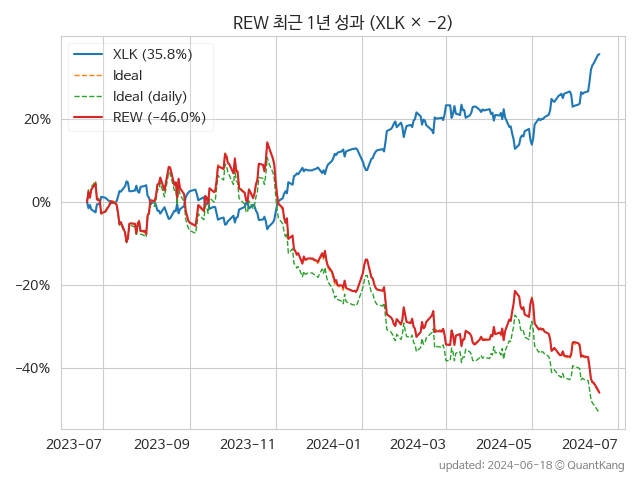 REW 최근 1년 성과 (XLK × −2)
XLK (35.8%)
Ideal
Ideal (daily)
REW (−46.0%)
20%
0%
−20%
−40%
2023−07
2023−09
2023−11
2024−01
2024−03
2024−05
2024−07
updated: 2024-06-18 © QuantKang